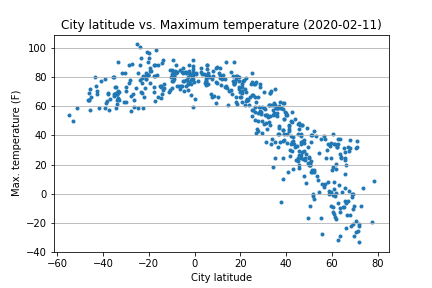 City latitude vs. Maximum temperature (2020-02-11)
Max. temperature (F)
100
80
60
40
20
0
−20
−40
−60 −40 −20 0 20 40 60 80
City latitude